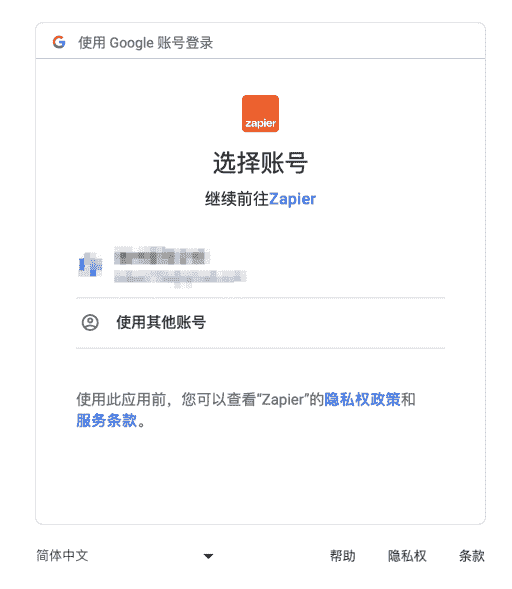 使用 Google 账号登录
zapier
选择账号
继续前往Zapier
使用其他账号
使用此应用前，您可以查看“Zapier”的隐私权政策和
服务条款。
简体中文
帮助 隐私权 条款